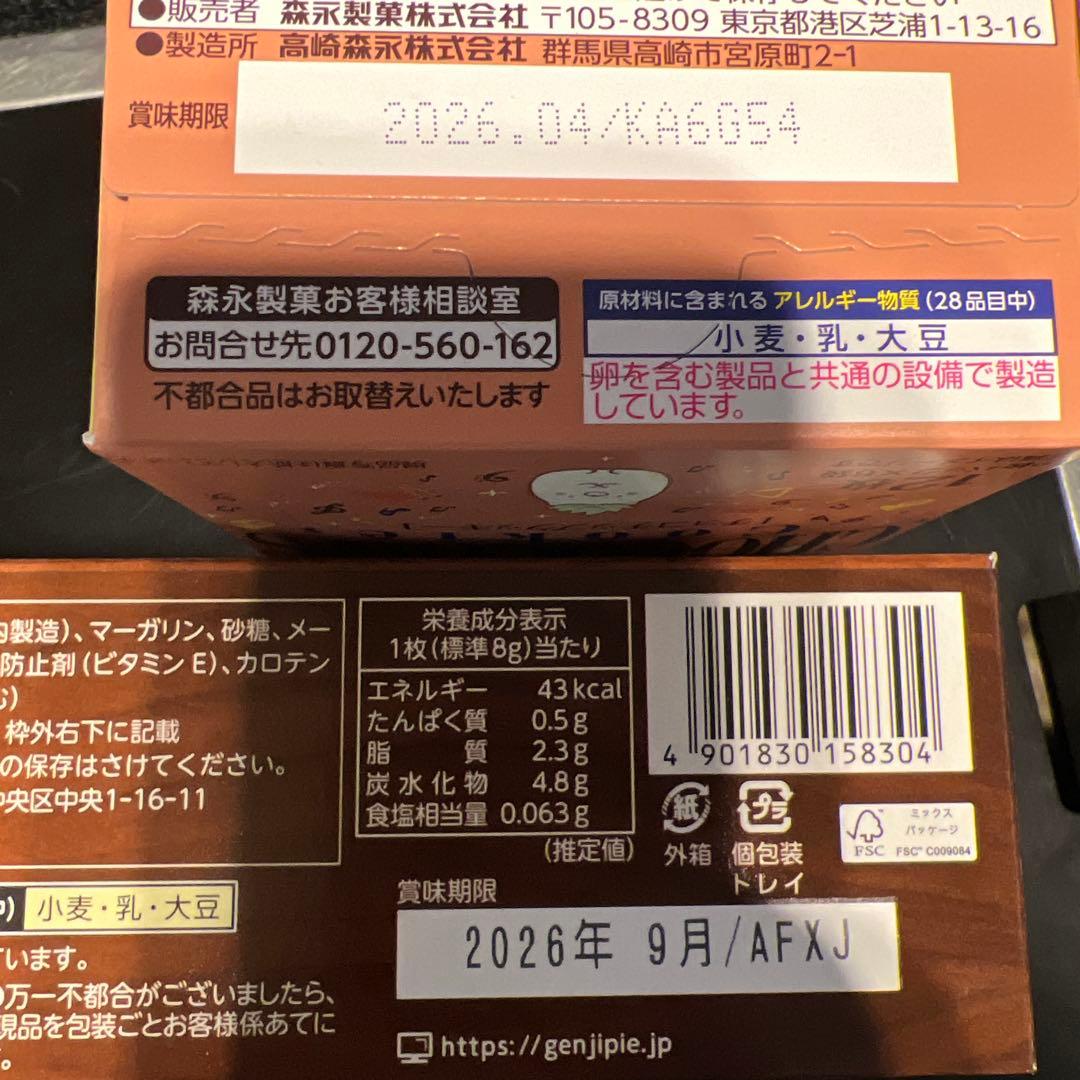 ●販売者 森永製菓株式会社 〒105-8309 東京都港区芝浦1-13-16
●製造所 高崎森永株式会社 群馬県高崎市宮原町2-1
賞味期限 2026.04/KA6G54
森永製菓お客様相談室
お問合せ先0120-560-162
不都合品はお取替えいたします
原材料に含まれる アレルギー物質(28品目中)
小麦・乳・大豆
卵を含む製品と共通の設備で製造
しています。
内製造)、マーガリン、砂糖、メー
防止剤(ビタミンE)、カロテン
む)
枠外右下に記載
の保存はさけてください。
中央区中央1-16-11
中) 小麦・乳・大豆
ています。
万一不都合がございましたら、
現品を包装ごとお客様係あてに
す。
栄養成分表示
1枚(標準8g)当たり
エネルギー 43kcal
たんぱく質 0.5g
脂質 2.3g
炭水化物 4.8g
食塩相当量 0.063g
(推定値)
4 901830 158304
紙
外箱
プラ
個包装
トレイ
FSC
ミックス
パッケージ
FSC® C009084
賞味期限
2026年 9月/AFXJ
https://genjipie.jp